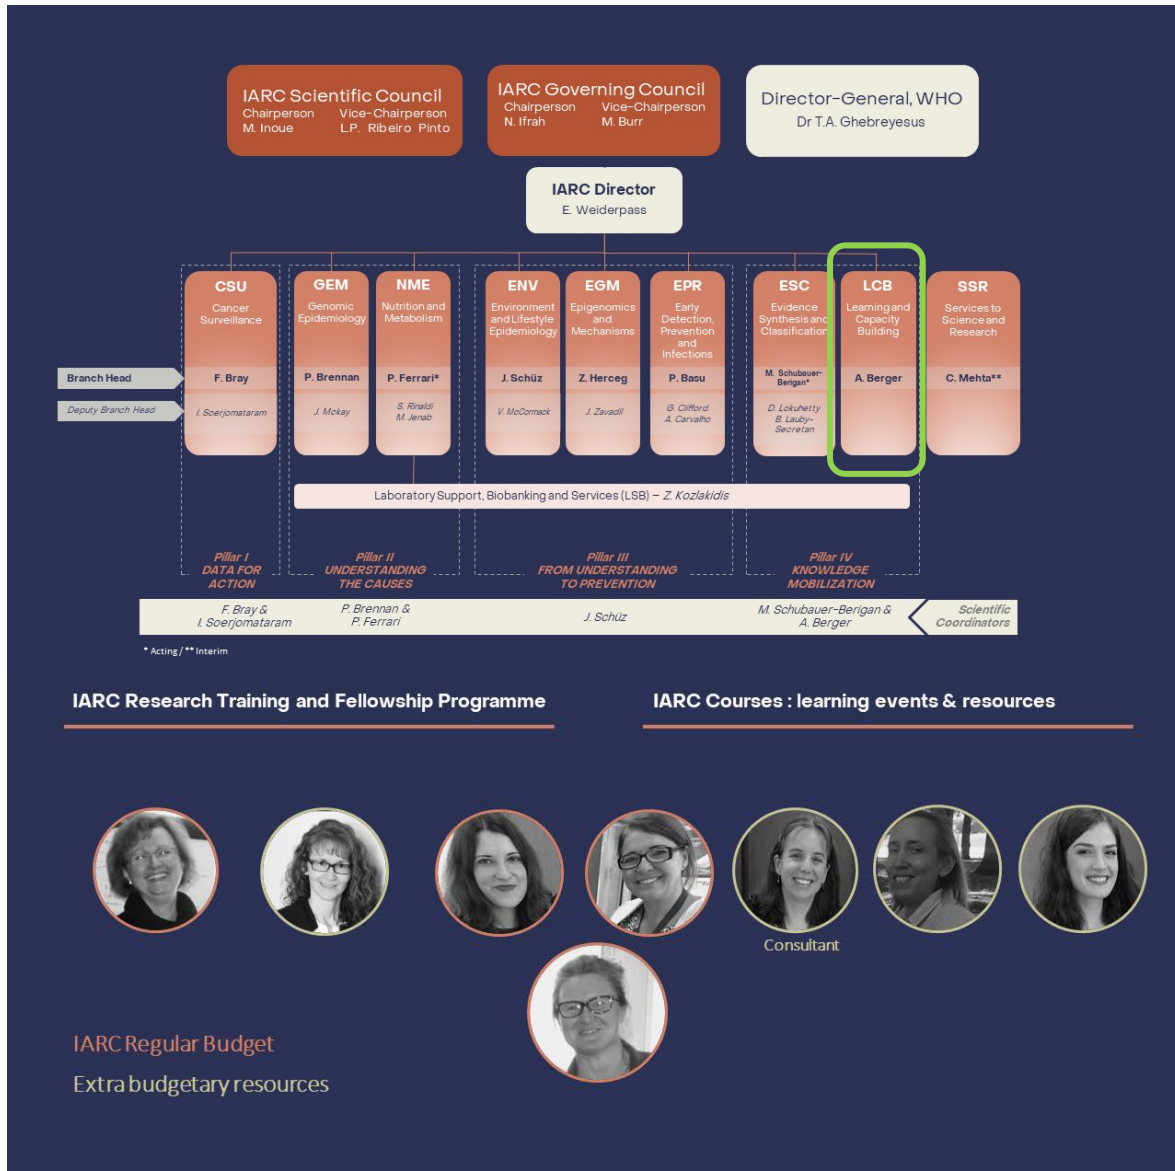 IARC Scientific Council
Chairperson Vice-Chairperson
M. Inoue L.P. Ribeiro Pinto
IARC Governing Council
Chairperson Vice-Chairperson
N. Ifrah M. Burr
Director-General, WHO
Dr T.A. Ghebreyesus
IARC Director
E. Weiderpass
CSU
Cancer
Surveillance
GEM
Genomic
Epidemiology
NME
Nutrition and
Metabolism
ENV
Environment
and Lifestyle
Epidemiology
EGM
Epigenomics
and
Mechanisms
EPR
Early
Detection,
Prevention
and
Infections
ESC
Evidence
Synthesis and
Classification
LCB
Learning and
Capacity
Building
SSR
Services to
Science and
Research
Branch Head
F. Bray
P. Brennan
P. Ferrari*
J. Schüz
Z. Herceg
P. Basu
M. Schubauer-
Berigan*
A. Berger
C. Mehta**
Deputy Branch Head
I. Soerjomataram
J. Mckay
S. Rinaldi
M. Jenab
V. McCormack
J. Zavadil
G. Clifford
A. Carvalho
D. Lokuhetty
B. Lauby-
Secretan
Laboratory Support, Biobanking and Services (LSB) – Z. Kozlakidis
Pillar I
DATA FOR
ACTION
Pillar II
UNDERSTANDING
THE CAUSES
Pillar III
FROM UNDERSTANDING
TO PREVENTION
Pillar IV
KNOWLEDGE
MOBILIZATION
F. Bray &
I. Soerjomataram
P. Brennan &
P. Ferrari
J. Schüz
M. Schubauer-Berigan &
A. Berger
Scientific
Coordinators
* Acting / ** Interim
IARC Research Training and Fellowship Programme
IARC Courses : learning events & resources
Consultant
IARC Regular Budget
Extra budgetary resources